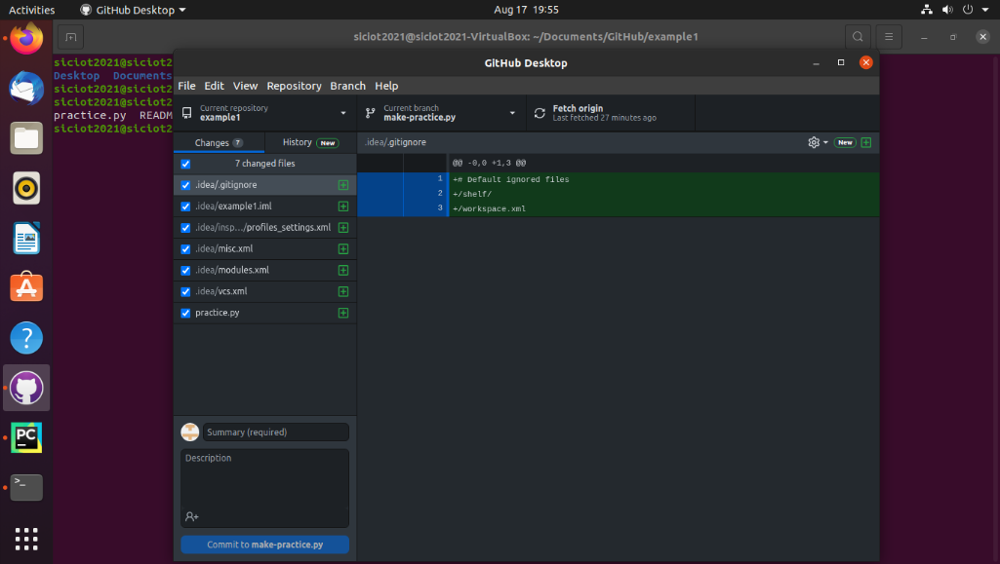 Activities
GitHub Desktop
Aug 17 19:55
siciot2021@siciot2021-VirtualBox: ~/Documents/GitHub/example1
siciot2021@siciot2
Desktop Documents
siciot2021@siciot2
siciot2021@siciot2
practice.py READM
siciot2021@siciot2
GitHub Desktop
File Edit View Repository Branch Help
Current repository
example1
Current branch
make-practice.py
Fetch origin
Last fetched 27 minutes ago
Changes 7
History New
.idea/.gitignore
New
7 changed files
@@ -0,0 +1,3 @@
.idea/.gitignore
.idea/example1.iml
.idea/insp…/profiles_settings.xml
.idea/misc.xml
.idea/modules.xml
.idea/vcs.xml
practice.py
1 +# Default ignored files
2 +/shelf/
3 +/workspace.xml
Summary (required)
Description
Commit to make-practice.py
PC
>_
?